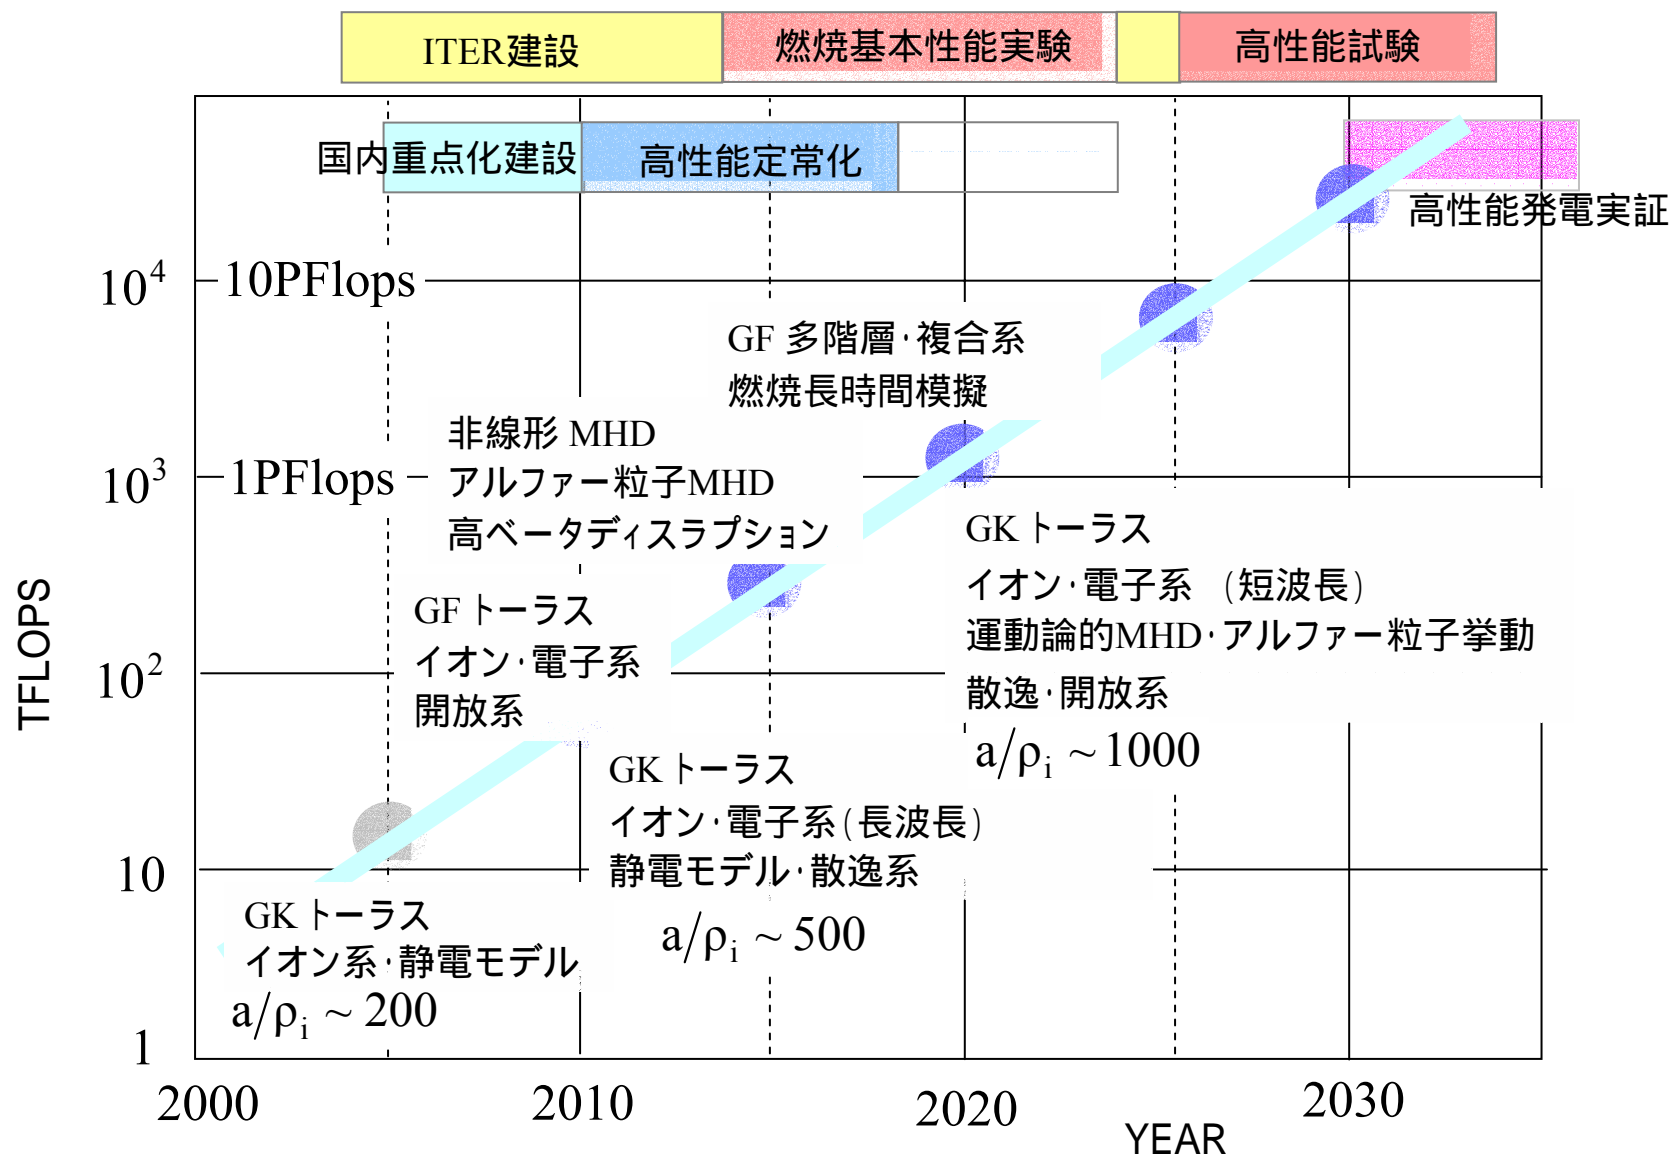 ITER建設
燃焼基本性能実験
高性能試験
国内重点化建設
高性能定常化
高性能発電実証
10⁴
10PFlops
GF 多階層・複合系
燃焼長時間模擬
非線形 MHD
アルファー粒子MHD
高ベータディスラプション
10³
1PFlops
GK トーラス
イオン・電子系 (短波長)
運動論的MHD・アルファー粒子挙動
散逸・開放系
a/ρᵢ ~ 1000
GF トーラス
イオン・電子系
開放系
10²
TFLOPS
GK トーラス
イオン・電子系(長波長)
静電モデル・散逸系
a/ρᵢ ~ 500
10
GK トーラス
イオン系・静電モデル
a/ρᵢ ~ 200
1
2000
2010
2020
2030
YEAR